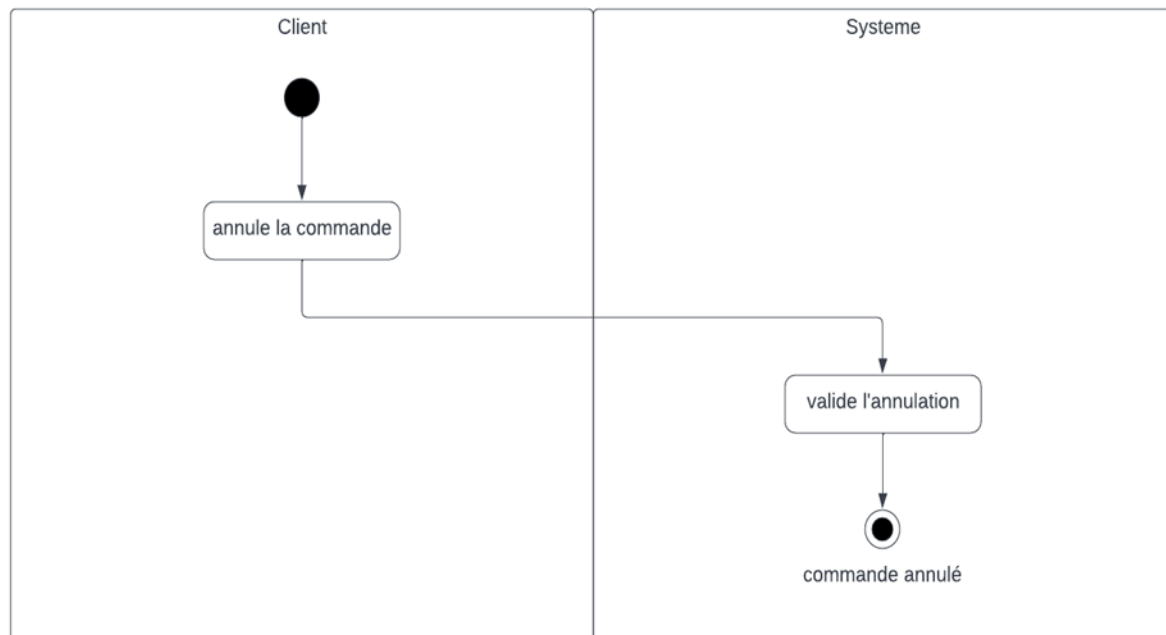 Client
Systeme
annule la commande
valide l'annulation
commande annulé